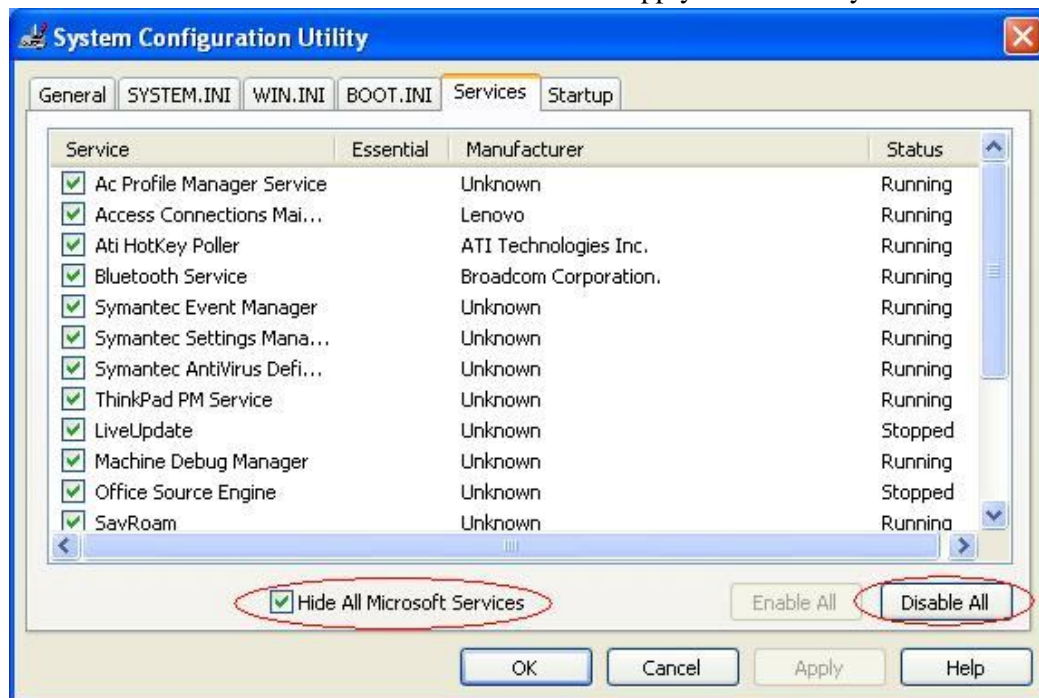 apply
System Configuration Utility
General SYSTEM.INI WIN.INI BOOT.INI Services Startup
Service Essential Manufacturer Status
Ac Profile Manager Service Unknown Running
Access Connections Mai... Lenovo Running
Ati HotKey Poller ATI Technologies Inc. Running
Bluetooth Service Broadcom Corporation. Running
Symantec Event Manager Unknown Running
Symantec Settings Mana... Unknown Running
Symantec AntiVirus Defi... Unknown Running
ThinkPad PM Service Unknown Running
LiveUpdate Unknown Stopped
Machine Debug Manager Unknown Running
Office Source Engine Unknown Stopped
SavRoam Unknown Running
Hide All Microsoft Services Enable All Disable All
OK Cancel Apply Help